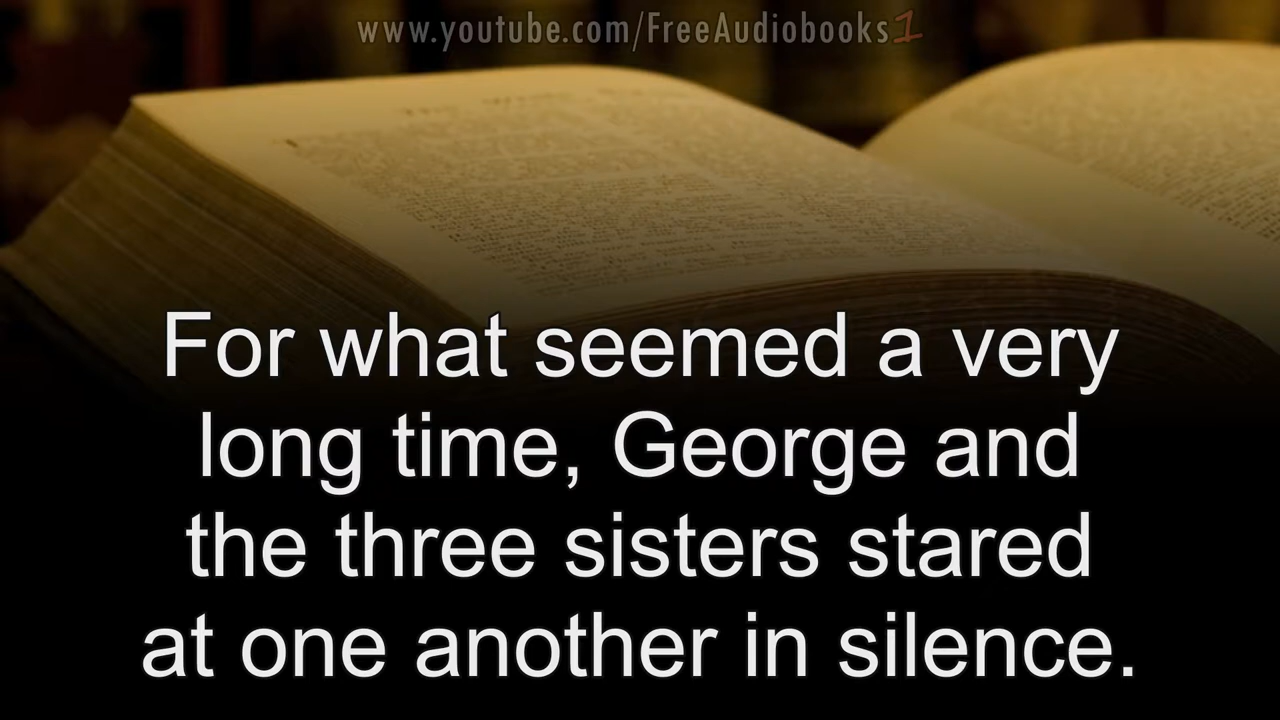 www.youtube.com/FreeAudiobooks1
For what seemed a very
long time, George and
the three sisters stared
at one another in silence.